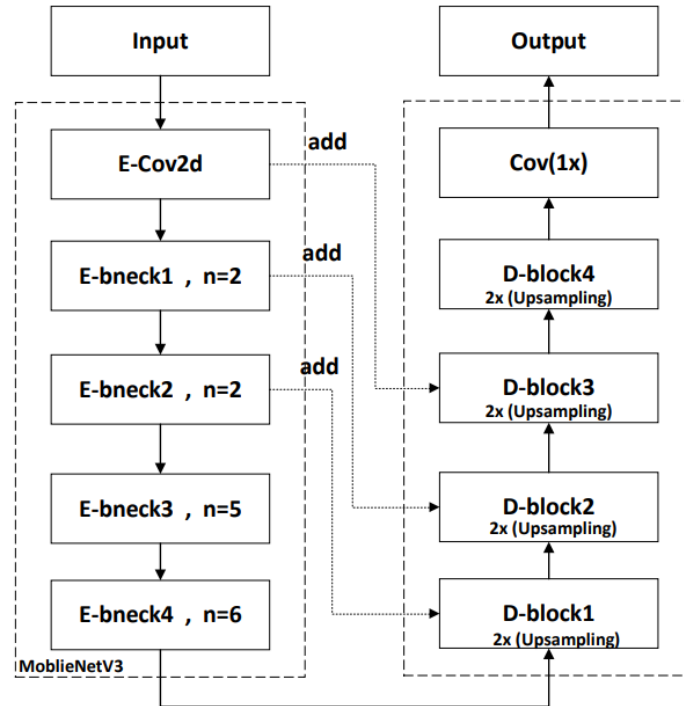 Input
E-Cov2d
E-bneck1 , n=2
E-bneck2 , n=2
E-bneck3 , n=5
E-bneck4 , n=6
MoblieNetV3
add
add
add
Output
Cov(1x)
D-block4
2x (Upsampling)
D-block3
2x (Upsampling)
D-block2
2x (Upsampling)
D-block1
2x (Upsampling)